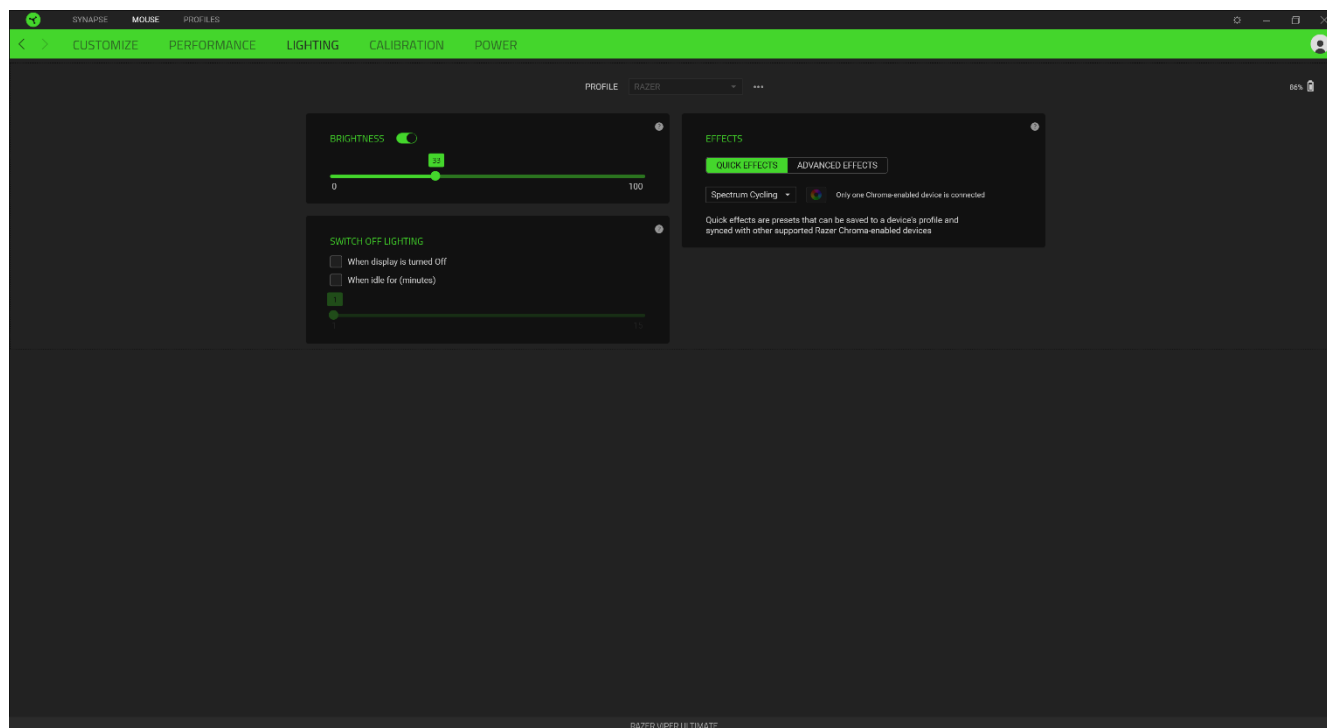 SYNAPSE MOUSE PROFILES
CUSTOMIZE PERFORMANCE LIGHTING CALIBRATION POWER
PROFILE RAZER
86%
BRIGHTNESS
33
0 100
SWITCH OFF LIGHTING
When display is turned Off
When idle for (minutes)
1
1 15
EFFECTS
QUICK EFFECTS ADVANCED EFFECTS
Spectrum Cycling Only one Chroma-enabled device is connected
Quick effects are presets that can be saved to a device's profile and
synced with other supported Razer Chroma-enabled devices
RAZER VIPER ULTIMATE